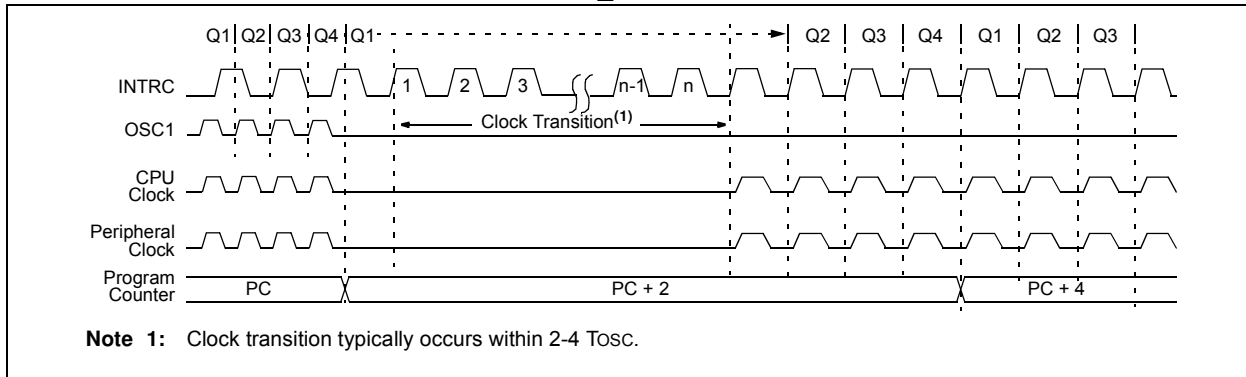 Q1 Q2 Q3 Q4 Q1 Q2 Q3 Q4 Q1 Q2 Q3
INTRC 1 2 3 n-1 n
OSC1 Clock Transition(1)
CPU
Clock
Peripheral
Clock
Program
Counter PC PC + 2 PC + 4
Note 1: Clock transition typically occurs within 2-4 TOSC.